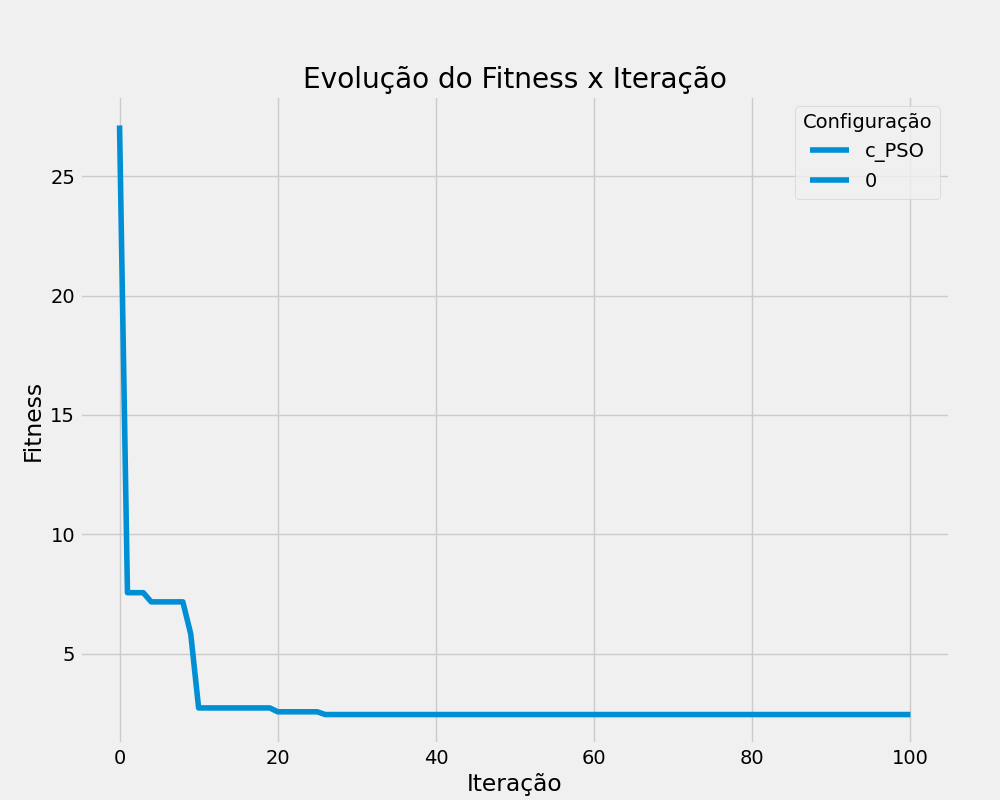 Evolução do Fitness x Iteração
Configuração
c_PSO
0
Fitness
25
20
15
10
5
0 20 40 60 80 100
Iteração